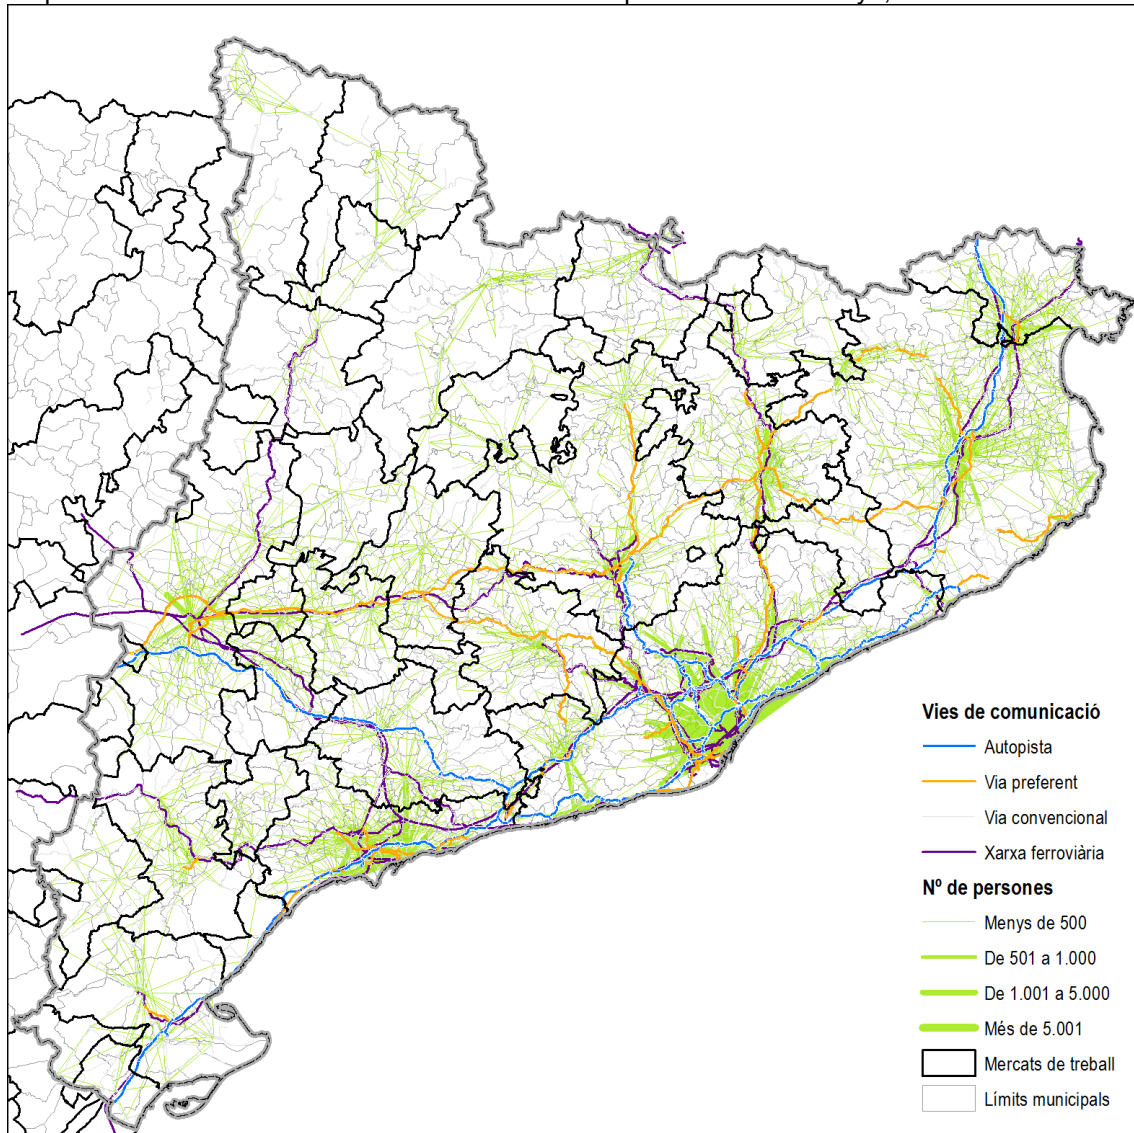 Vies de comunicació
Autopista
Via preferent
Via convencional
Xarxa ferroviària
Nº de persones
Menys de 500
De 501 a 1.000
De 1.001 a 5.000
Més de 5.001
Mercats de treball
Límits municipals